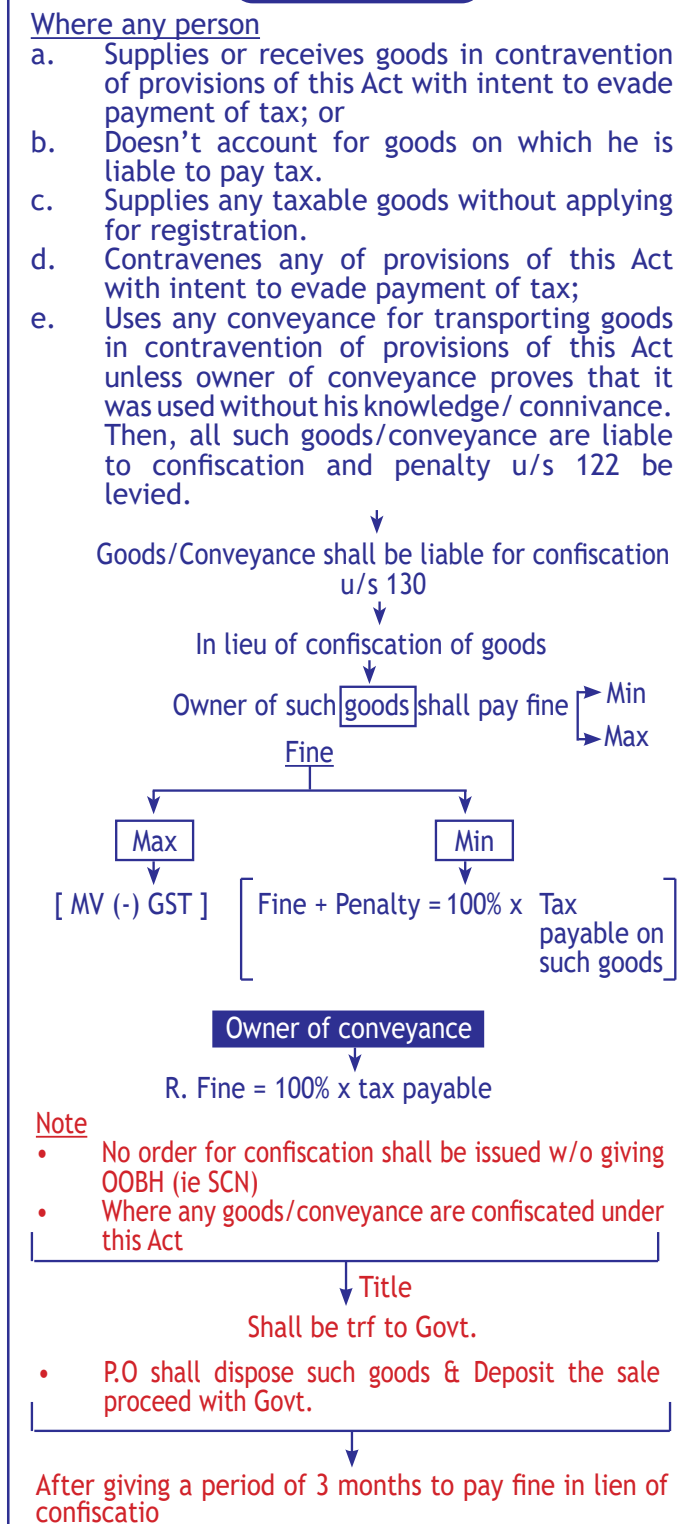 Where any person
a. Supplies or receives goods in contravention
of provisions of this Act with intent to evade
payment of tax; or
b. Doesn't account for goods on which he is
liable to pay tax.
c. Supplies any taxable goods without applying
for registration.
d. Contravenes any of provisions of this Act
with intent to evade payment of tax;
e. Uses any conveyance for transporting goods
in contravention of provisions of this Act
unless owner of conveyance proves that it
was used without his knowledge/ connivance.
Then, all such goods/conveyance are liable
to confiscation and penalty u/s 122 be
levied.
Goods/Conveyance shall be liable for confiscation
u/s 130
In lieu of confiscation of goods
Owner of such goods shall pay fine
Min
Max
Fine
Max
Min
[ MV (-) GST ]
Fine + Penalty = 100% x Tax
payable on
such goods
Owner of conveyance
R. Fine = 100% x tax payable
Note
• No order for confiscation shall be issued w/o giving
OOBH (ie SCN)
• Where any goods/conveyance are confiscated under
this Act
Title
Shall be trf to Govt.
• P.O shall dispose such goods & Deposit the sale
proceed with Govt.
After giving a period of 3 months to pay fine in lien of
confiscatio